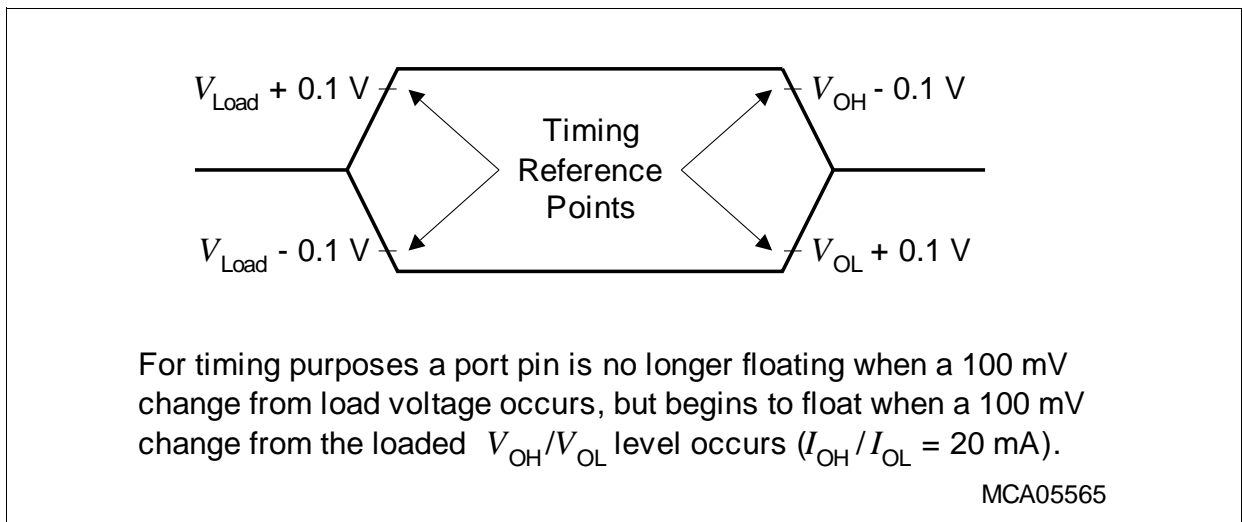 V_Load + 0.1 V
V_OH - 0.1 V
Timing
Reference
Points
V_Load - 0.1 V
V_OL + 0.1 V
For timing purposes a port pin is no longer floating when a 100 mV
change from load voltage occurs, but begins to float when a 100 mV
change from the loaded V_OH/V_OL level occurs (I_OH/I_OL = 20 mA).
MCA05565